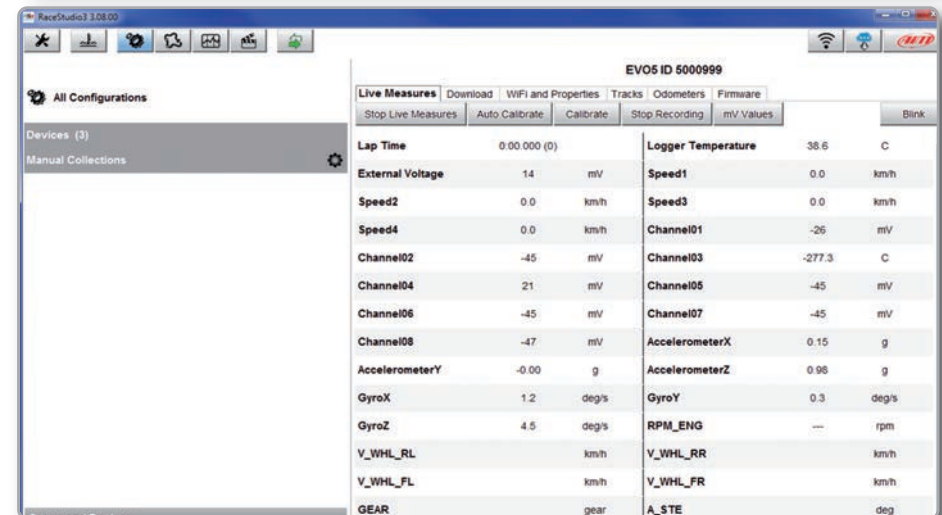 RaceStudio3 3.08.00
AiM
EVO5 ID 5000999
All Configurations
Live Measures Download WiFi and Properties Tracks Odometers Firmware
Stop Live Measures Auto Calibrate Calibrate Stop Recording mV Values Blink
Devices (3)
Manual Collections
Lap Time 0:00.000 (0) Logger Temperature 38.6 C
External Voltage 14 mV Speed1 0.0 km/h
Speed2 0.0 km/h Speed3 0.0 km/h
Speed4 0.0 km/h Channel01 -26 mV
Channel02 -45 mV Channel03 -277.3 C
Channel04 21 mV Channel05 -45 mV
Channel06 -45 mV Channel07 -45 mV
Channel08 -47 mV AccelerometerX 0.15 g
AccelerometerY -0.00 g AccelerometerZ 0.98 g
GyroX 1.2 deg/s GyroY 0.3 deg/s
GyroZ 4.5 deg/s RPM_ENG --- rpm
V_WHL_RL km/h V_WHL_RR km/h
V_WHL_FL km/h V_WHL_FR km/h
GEAR gear A_STE deg